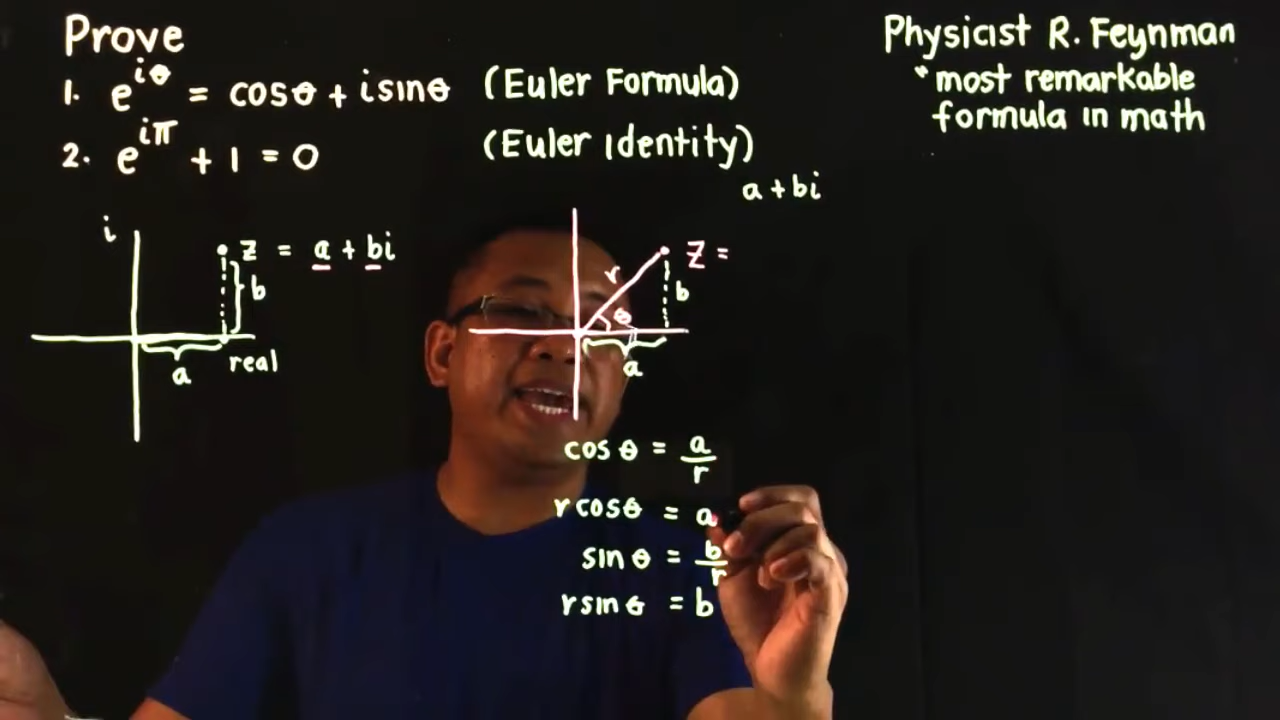 Prove
1. e^{iθ} = cosθ + isinθ (Euler Formula)
2. e^{iπ} + 1 = 0 (Euler Identity)
Physicist R. Feynman
"most remarkable
formula in math
a + bi
i
z = a + bi
b
a
real
z =
r
b
θ
a
cos θ = a/r
r cosθ = a
sin θ = b/r
r sin θ = b